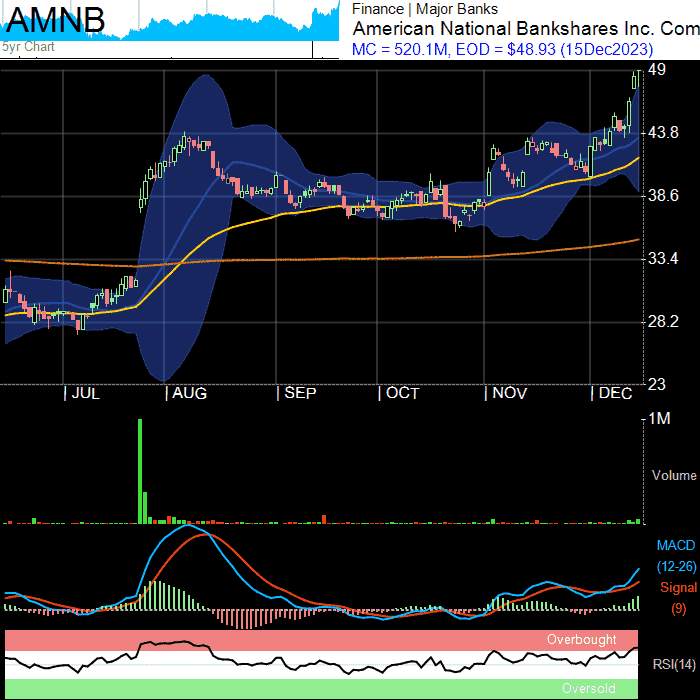 AMNB
5yr Chart
Finance | Major Banks
American National Bankshares Inc. Com
MC = 520.1M, EOD = $48.93 (15Dec2023)
49
43.8
38.6
33.4
28.2
23
| JUL | AUG | SEP | OCT | NOV | DEC
1M
Volume
MACD
(12-26)
Signal
(9)
Overbought
RSI(14)
Oversold